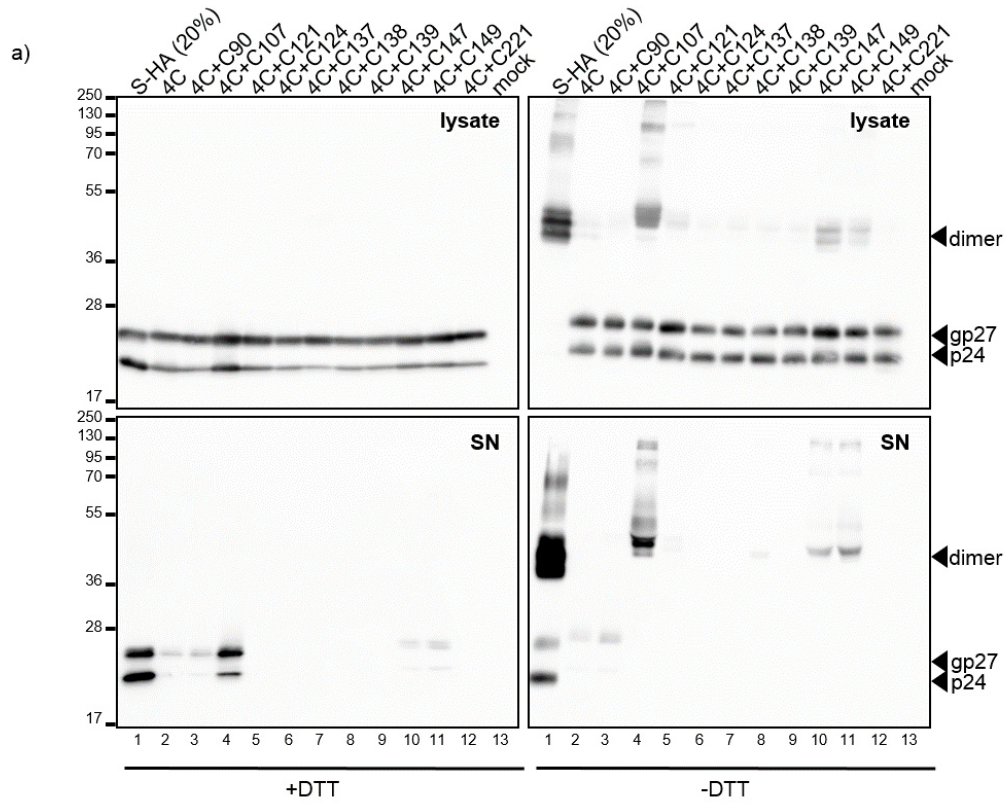 a)
S-HA (20%) 4C 4C+C90 4C+C107 4C+C121 4C+C124 4C+C137 4C+C138 4C+C139 4C+C147 4C+C149 4C+C221 mock
S-HA (20%) 4C 4C+C90 4C+C107 4C+C121 4C+C124 4C+C137 4C+C138 4C+C139 4C+C147 4C+C149 4C+C221 mock
250
130
95
70
55
36
28
17
lysate
lysate
dimer
gp27
p24
250
130
95
70
55
36
28
17
SN
SN
dimer
gp27
p24
1 2 3 4 5 6 7 8 9 10 11 12 13
1 2 3 4 5 6 7 8 9 10 11 12 13
+DTT
-DTT